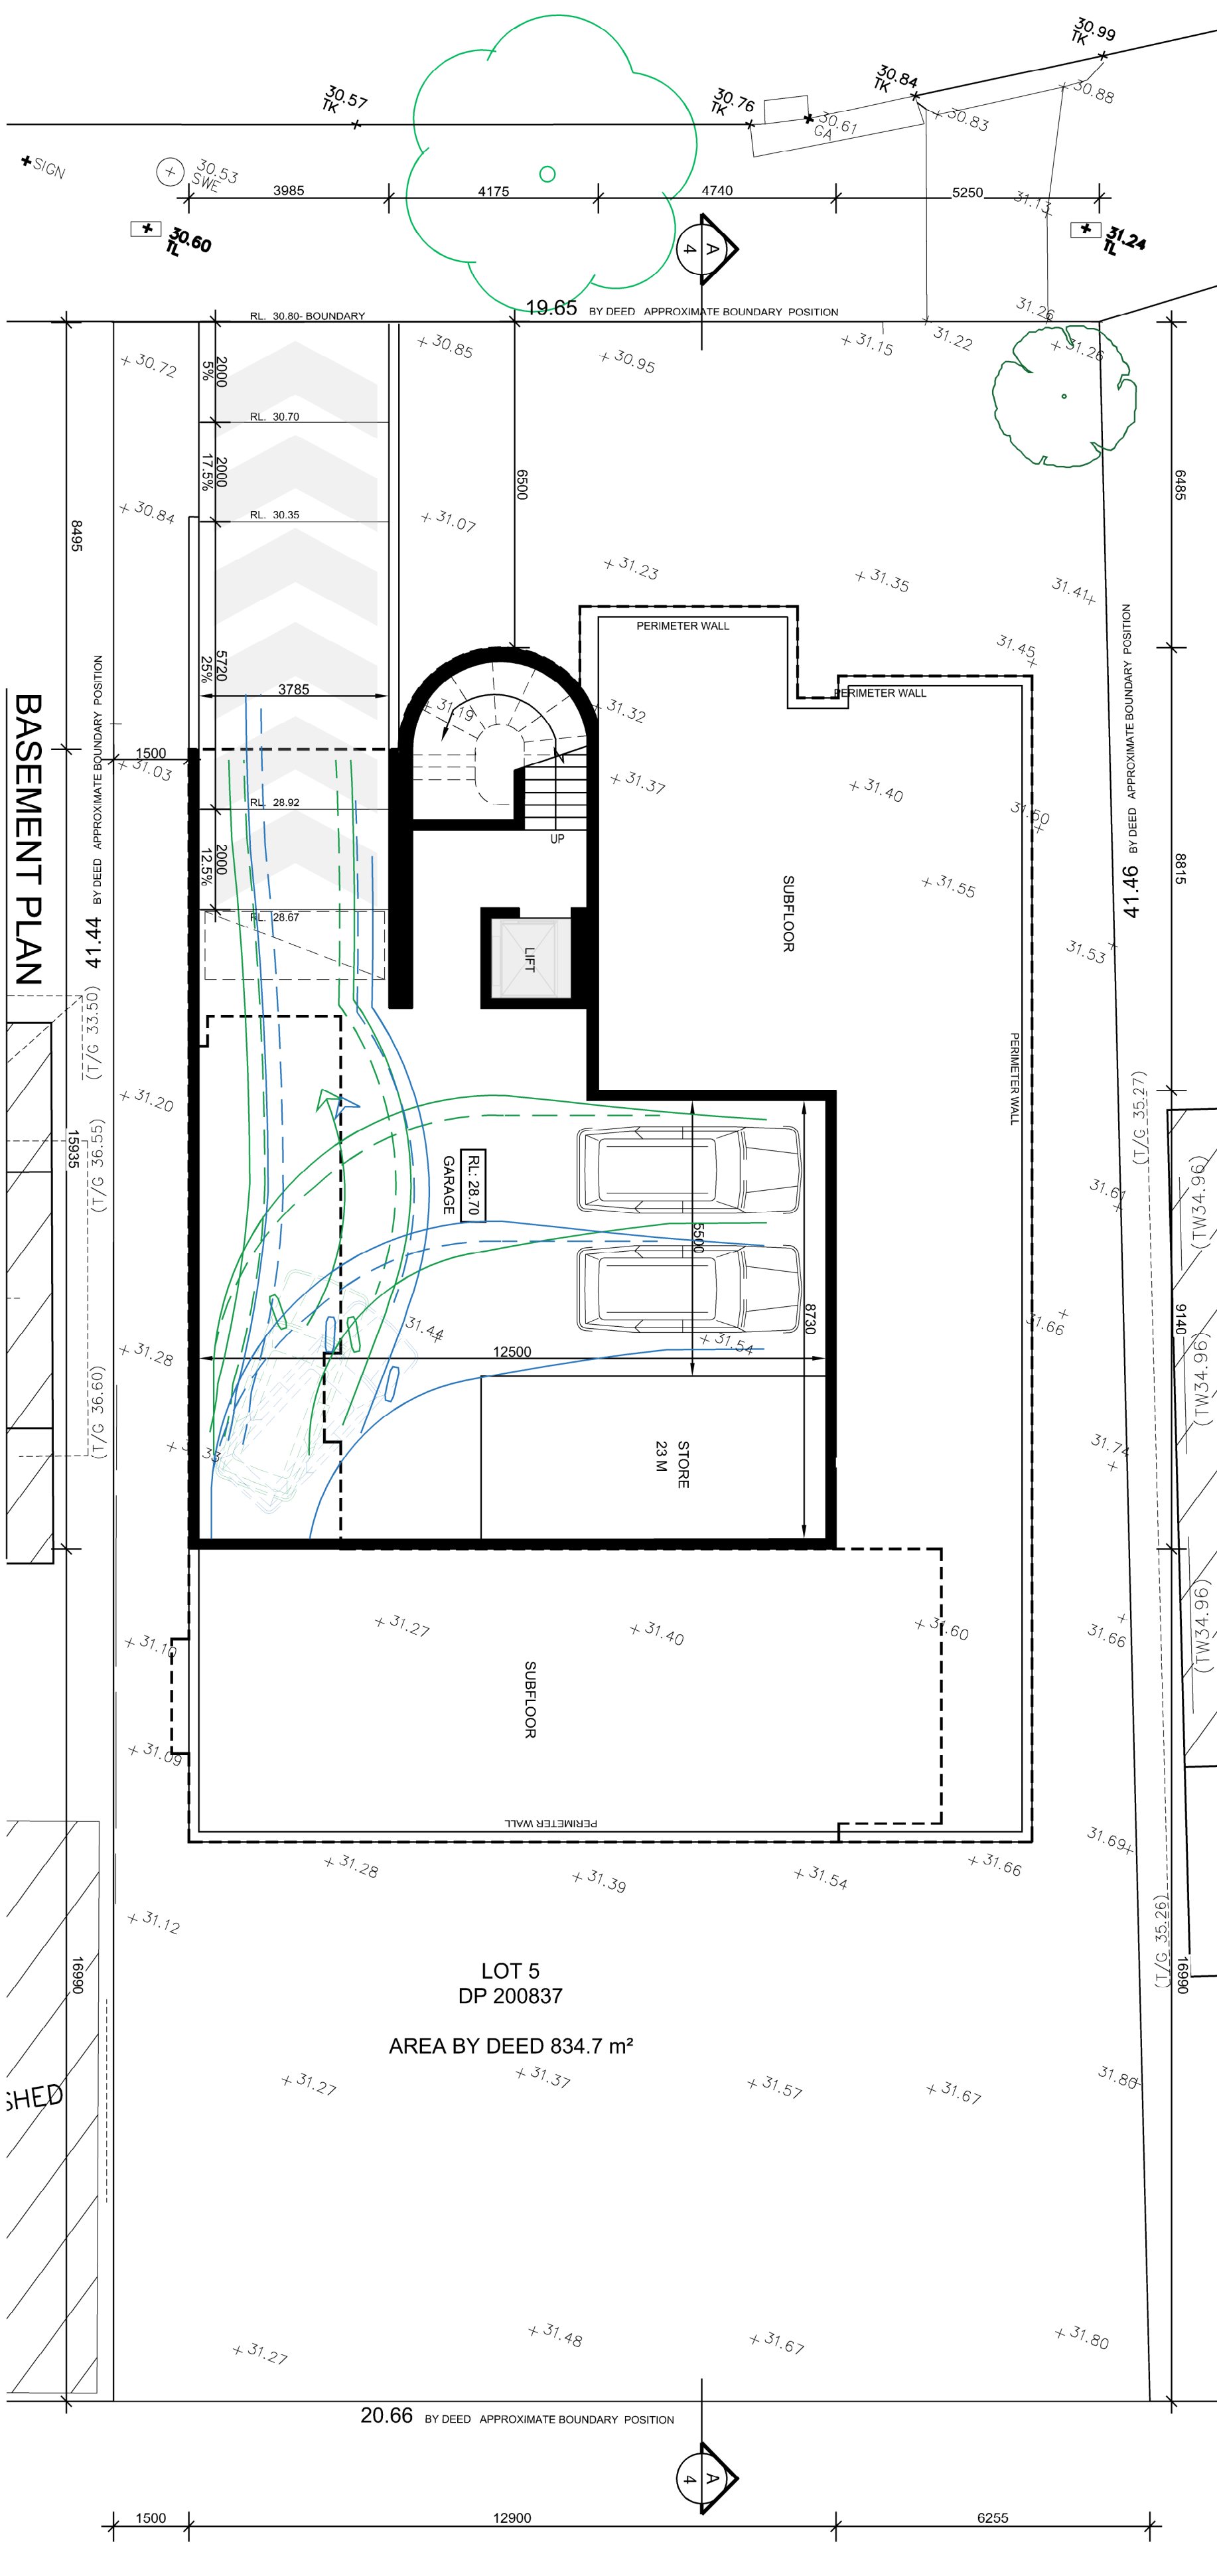 30.99
TK
30.84
TK
30.88
30.57
TK
30.76
TK
30.61
GA
30.83
SIGN
30.53
SWE
3985
4175
4740
5250
31.13
30.60
TL
A
4
31.24
TL
19.65 BY DEED APPROXIMATE BOUNDARY POSITION
RL. 30.80- BOUNDARY
31.26
30.72
2000
5%
30.85
30.95
31.15
31.22
31.26
RL. 30.70
2000
17.5%
6500
6485
30.84
RL. 30.35
31.07
8495
31.23
31.35
31.41
PERIMETER WALL
31.45
5720
25%
3785
PERIMETER WALL
31.19
31.32
41.44 BY DEED APPROXIMATE BOUNDARY POSITION
41.46 BY DEED APPROXIMATE BOUNDARY POSITION
BASEMENT PLAN
1500
31.03
31.37
31.40
31.50
RL. 28.92
UP
2000
12.5%
8815
31.55
SUBFLOOR
RL. 28.67
LIFT
31.53
(T/G 33.50)
PERIMETER WALL
31.20
(T/G 35.27)
15935
(T/G 36.55)
GARAGE
RL: 28.70
31.61
(TW34.96)
5500
8730
31.44
31.54
31.66
9140
31.28
12500
(TW34.96)
(T/G 36.60)
31.33
STORE
23 M
31.74
31.10
31.27
31.40
31.60
31.66
(TW34.96)
SUBFLOOR
31.09
PERIMETER WALL
31.69
31.28
31.39
31.54
31.66
31.12
(T/G 35.26)
16990
16990
LOT 5
DP 200837
AREA BY DEED 834.7 m²
31.27
31.37
31.57
31.67
31.80
SHED
31.27
31.48
31.67
31.80
20.66 BY DEED APPROXIMATE BOUNDARY POSITION
A
4
1500
12900
6255